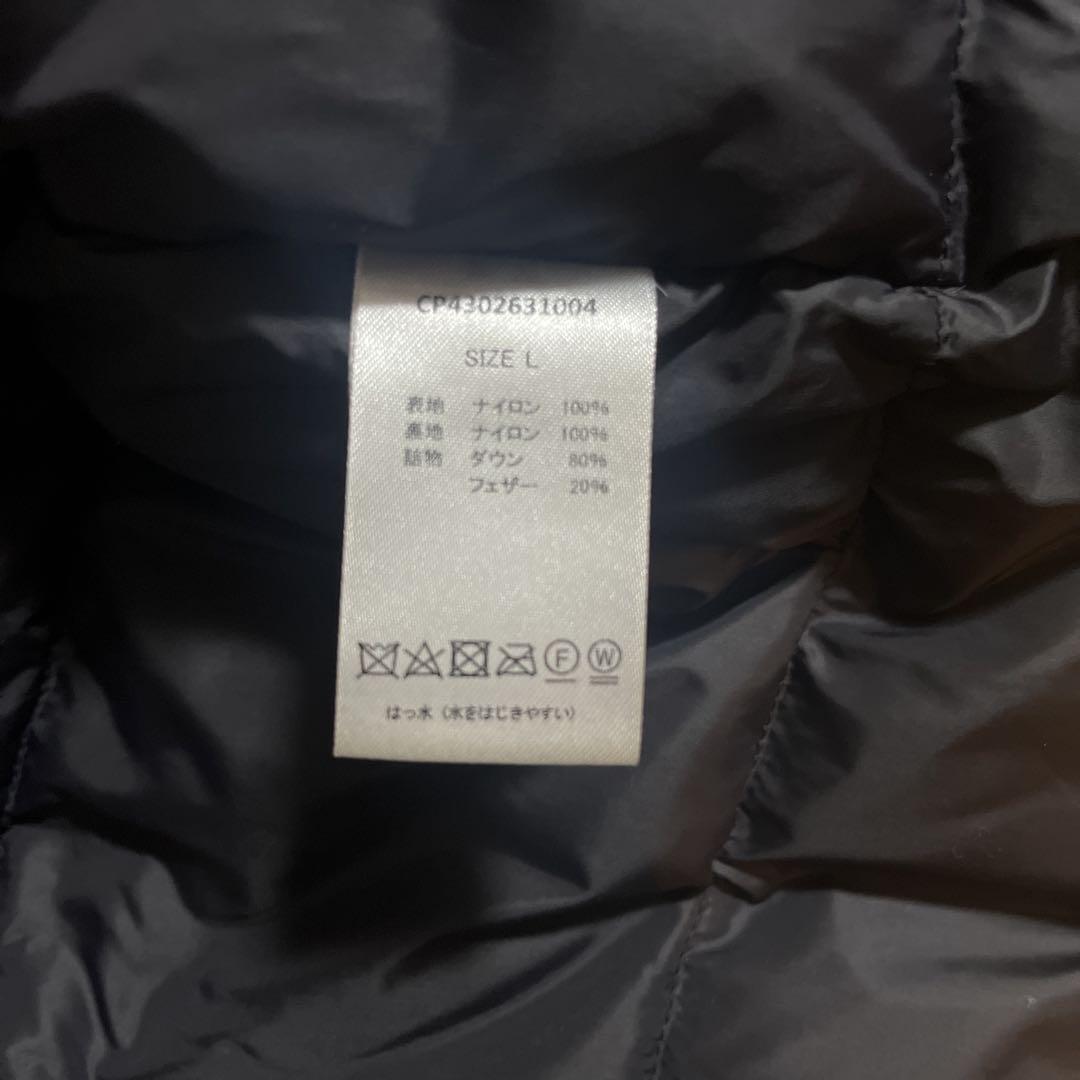 CP4302631004
SIZE L
表地 ナイロン 100%
裏地 ナイロン 100%
詰物 ダウン 80%
フェザー 20%
F W
はっ水（水をはじきやすい）